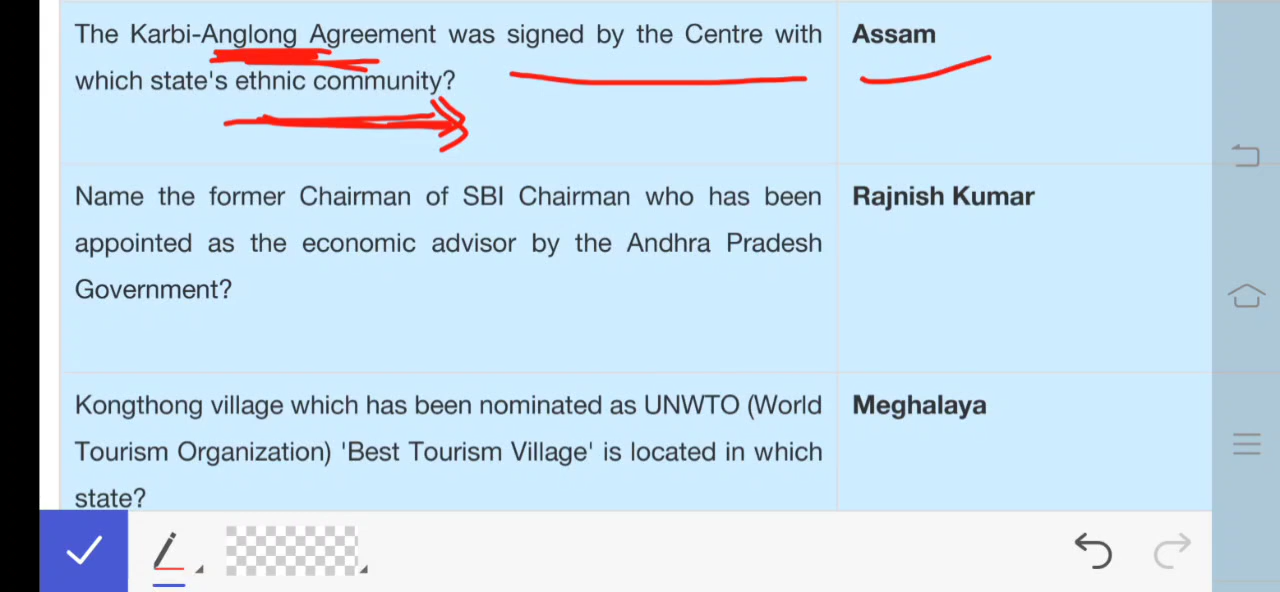 The Karbi-Anglong Agreement was signed by the Centre with
which state's ethnic community?
Assam
Name the former Chairman of SBI Chairman who has been
appointed as the economic advisor by the Andhra Pradesh
Government?
Rajnish Kumar
Kongthong village which has been nominated as UNWTO (World
Tourism Organization) 'Best Tourism Village' is located in which
state?
Meghalaya